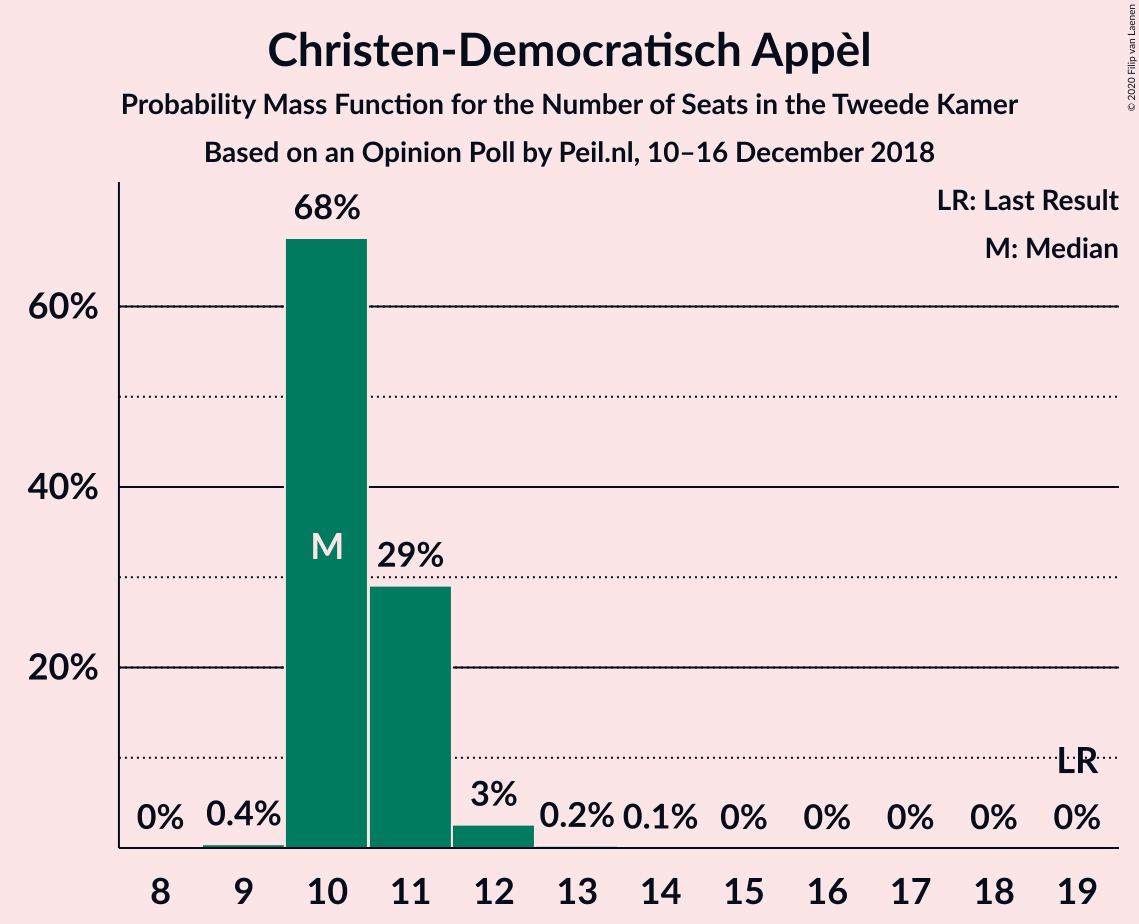 Christen-Democratisch Appèl
Probability Mass Function for the Number of Seats in the Tweede Kamer
Based on an Opinion Poll by Peil.nl, 10–16 December 2018
© 2020 Filip van Laenen
LR: Last Result
M: Median
68%
60%
40%
M
29%
20%
LR
0%
0.4%
3%
0.2%
0.1%
0%
0%
0%
0%
0%
8 9 10 11 12 13 14 15 16 17 18 19